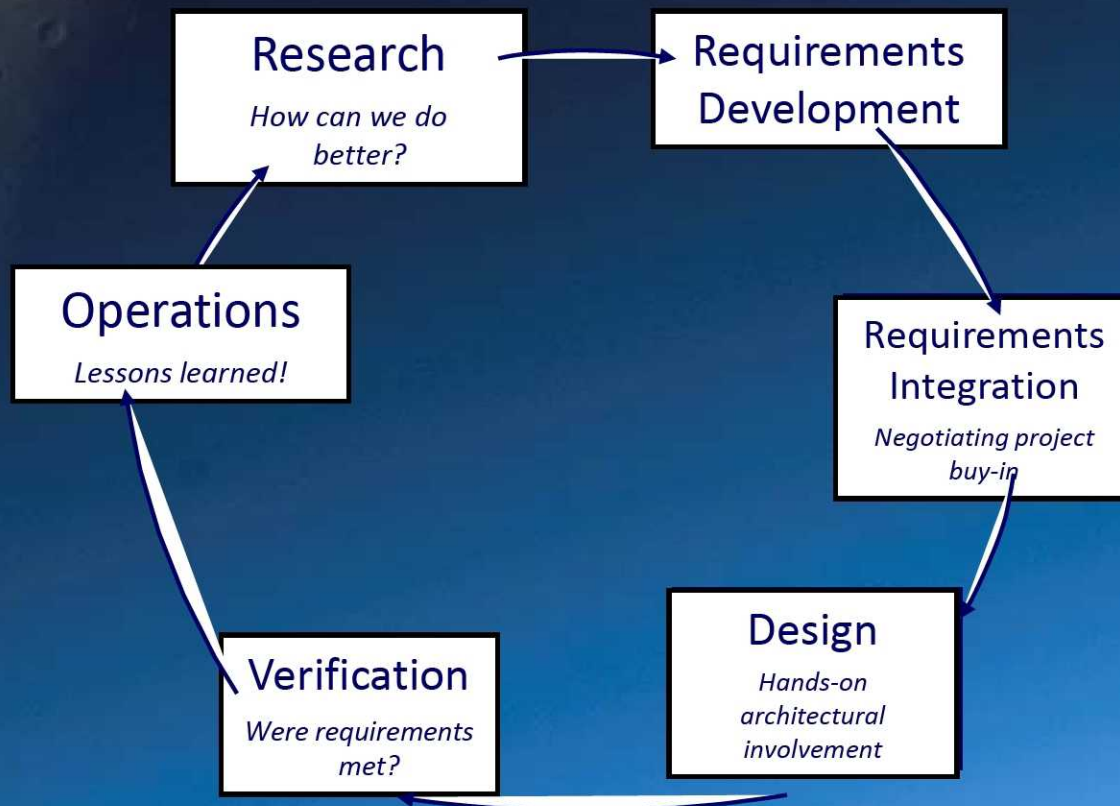 Research
How can we do
better?
Requirements
Development
Requirements
Integration
Negotiating project
buy-in
Design
Hands-on
architectural
involvement
Verification
Were requirements
met?
Operations
Lessons learned!